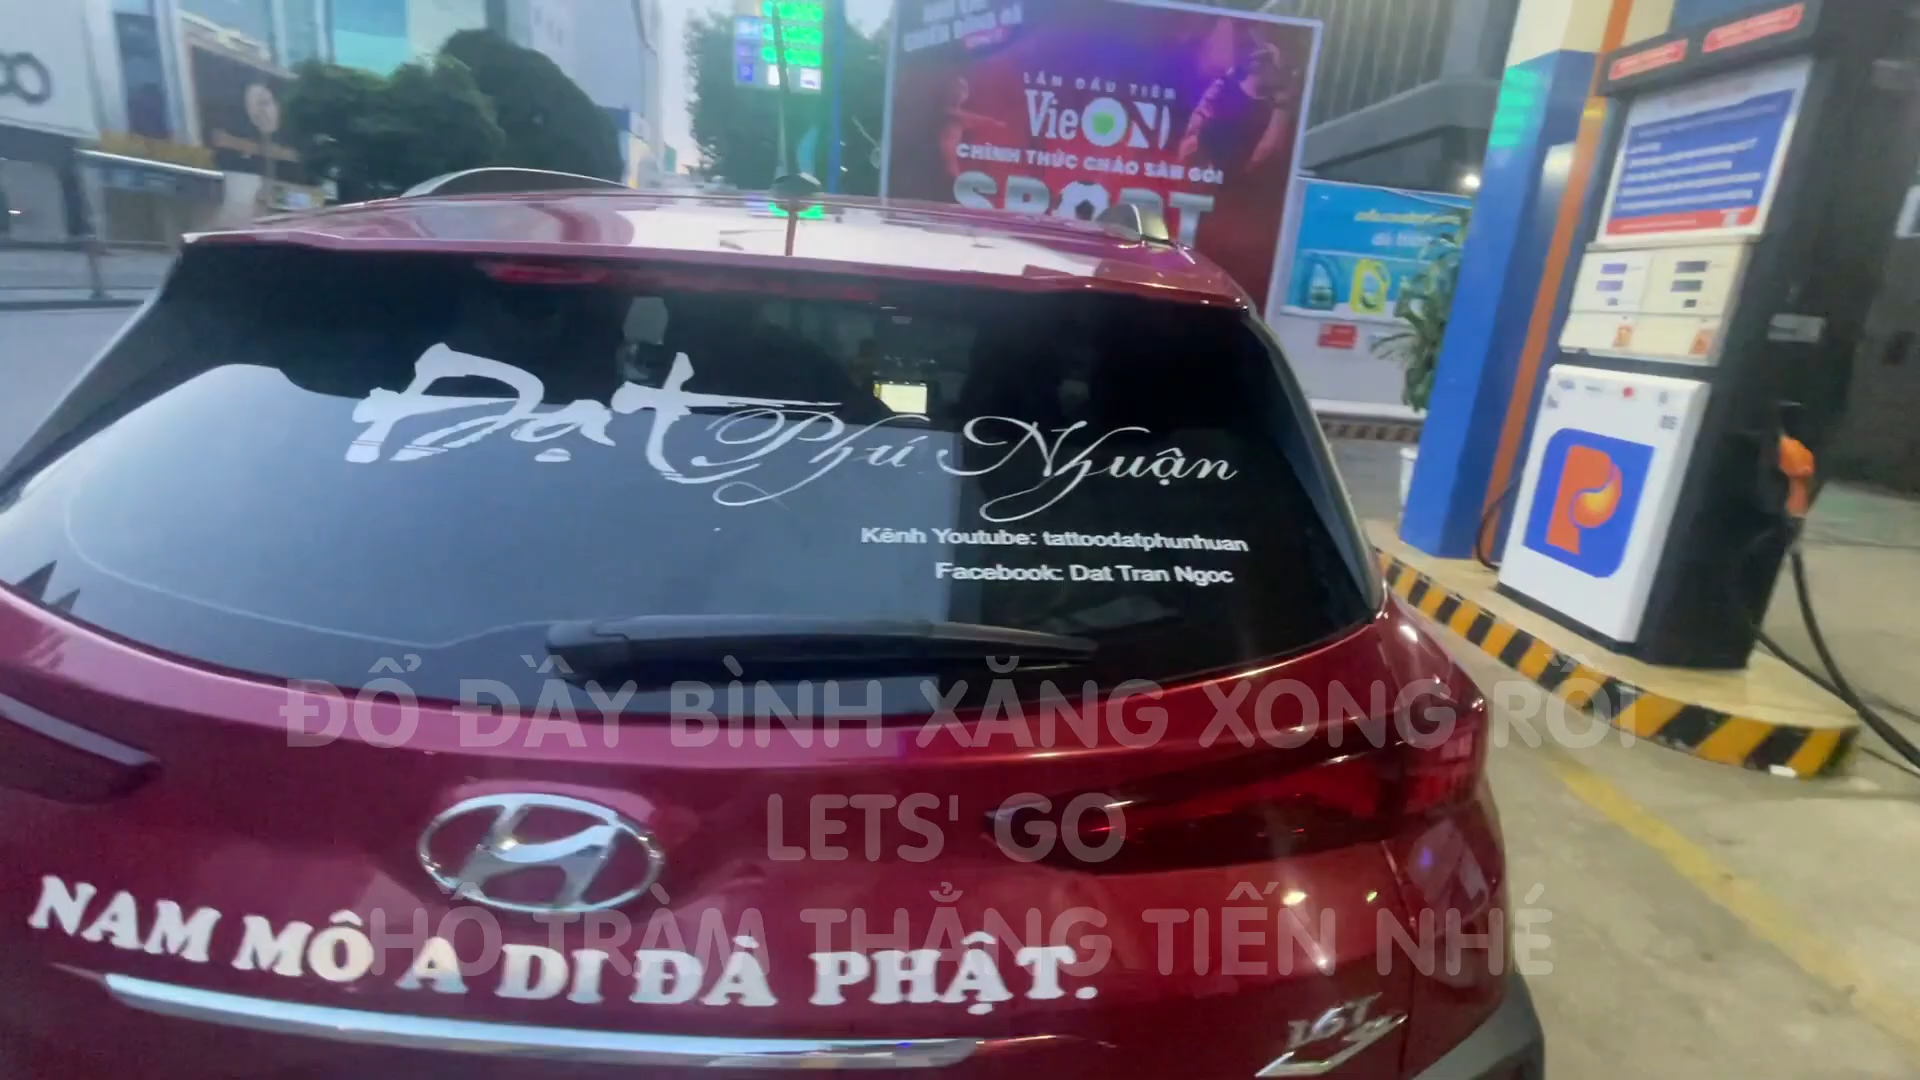 LẦN ĐẦU TIÊN
VieON
CHÍNH THỨC CHÀO SÂN GÓI
SPORT
Đạt Phú Nhuận
Kênh Youtube: tattoodatphunhuan
Facebook: Dat Tran Ngoc
ĐỔ ĐẦY BÌNH XĂNG XONG RỒI
LETS' GO
HỒ TRÀM THẲNG TIẾN NHÉ
NAM MÔ A DI ĐÀ PHẬT.
1.6T